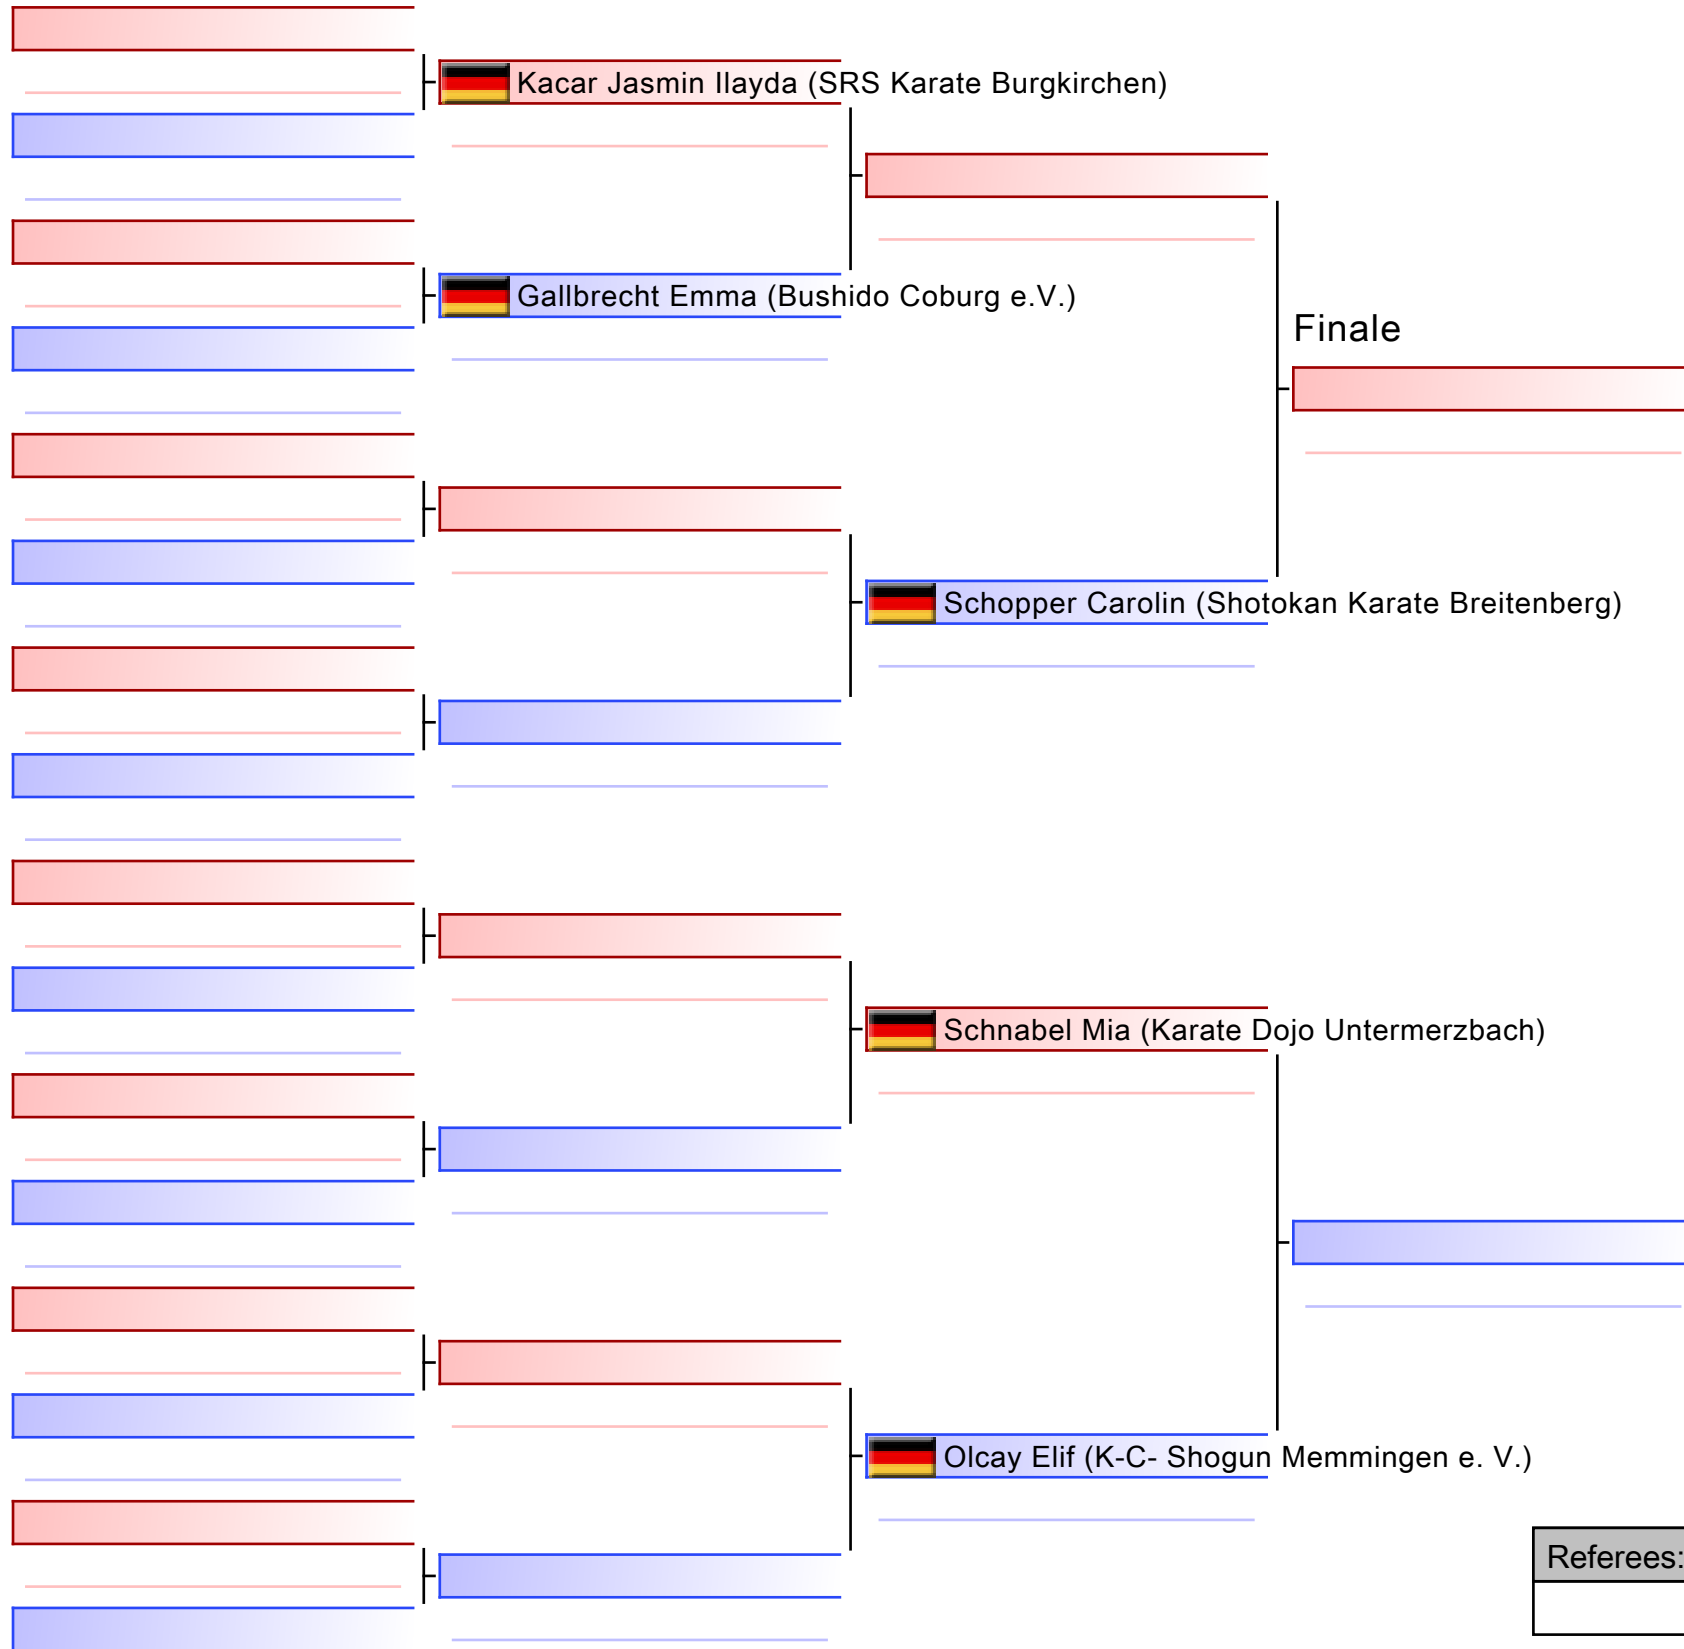 Kacar Jasmin Ilayda (SRS Karate Burgkirchen)
Gallbrecht Emma (Bushido Coburg e.V.)
Finale
Schopper Carolin (Shotokan Karate Breitenberg)
Schnabel Mia (Karate Dojo Untermerzbach)
Olcay Elif (K-C- Shogun Memmingen e. V.)
Referees: